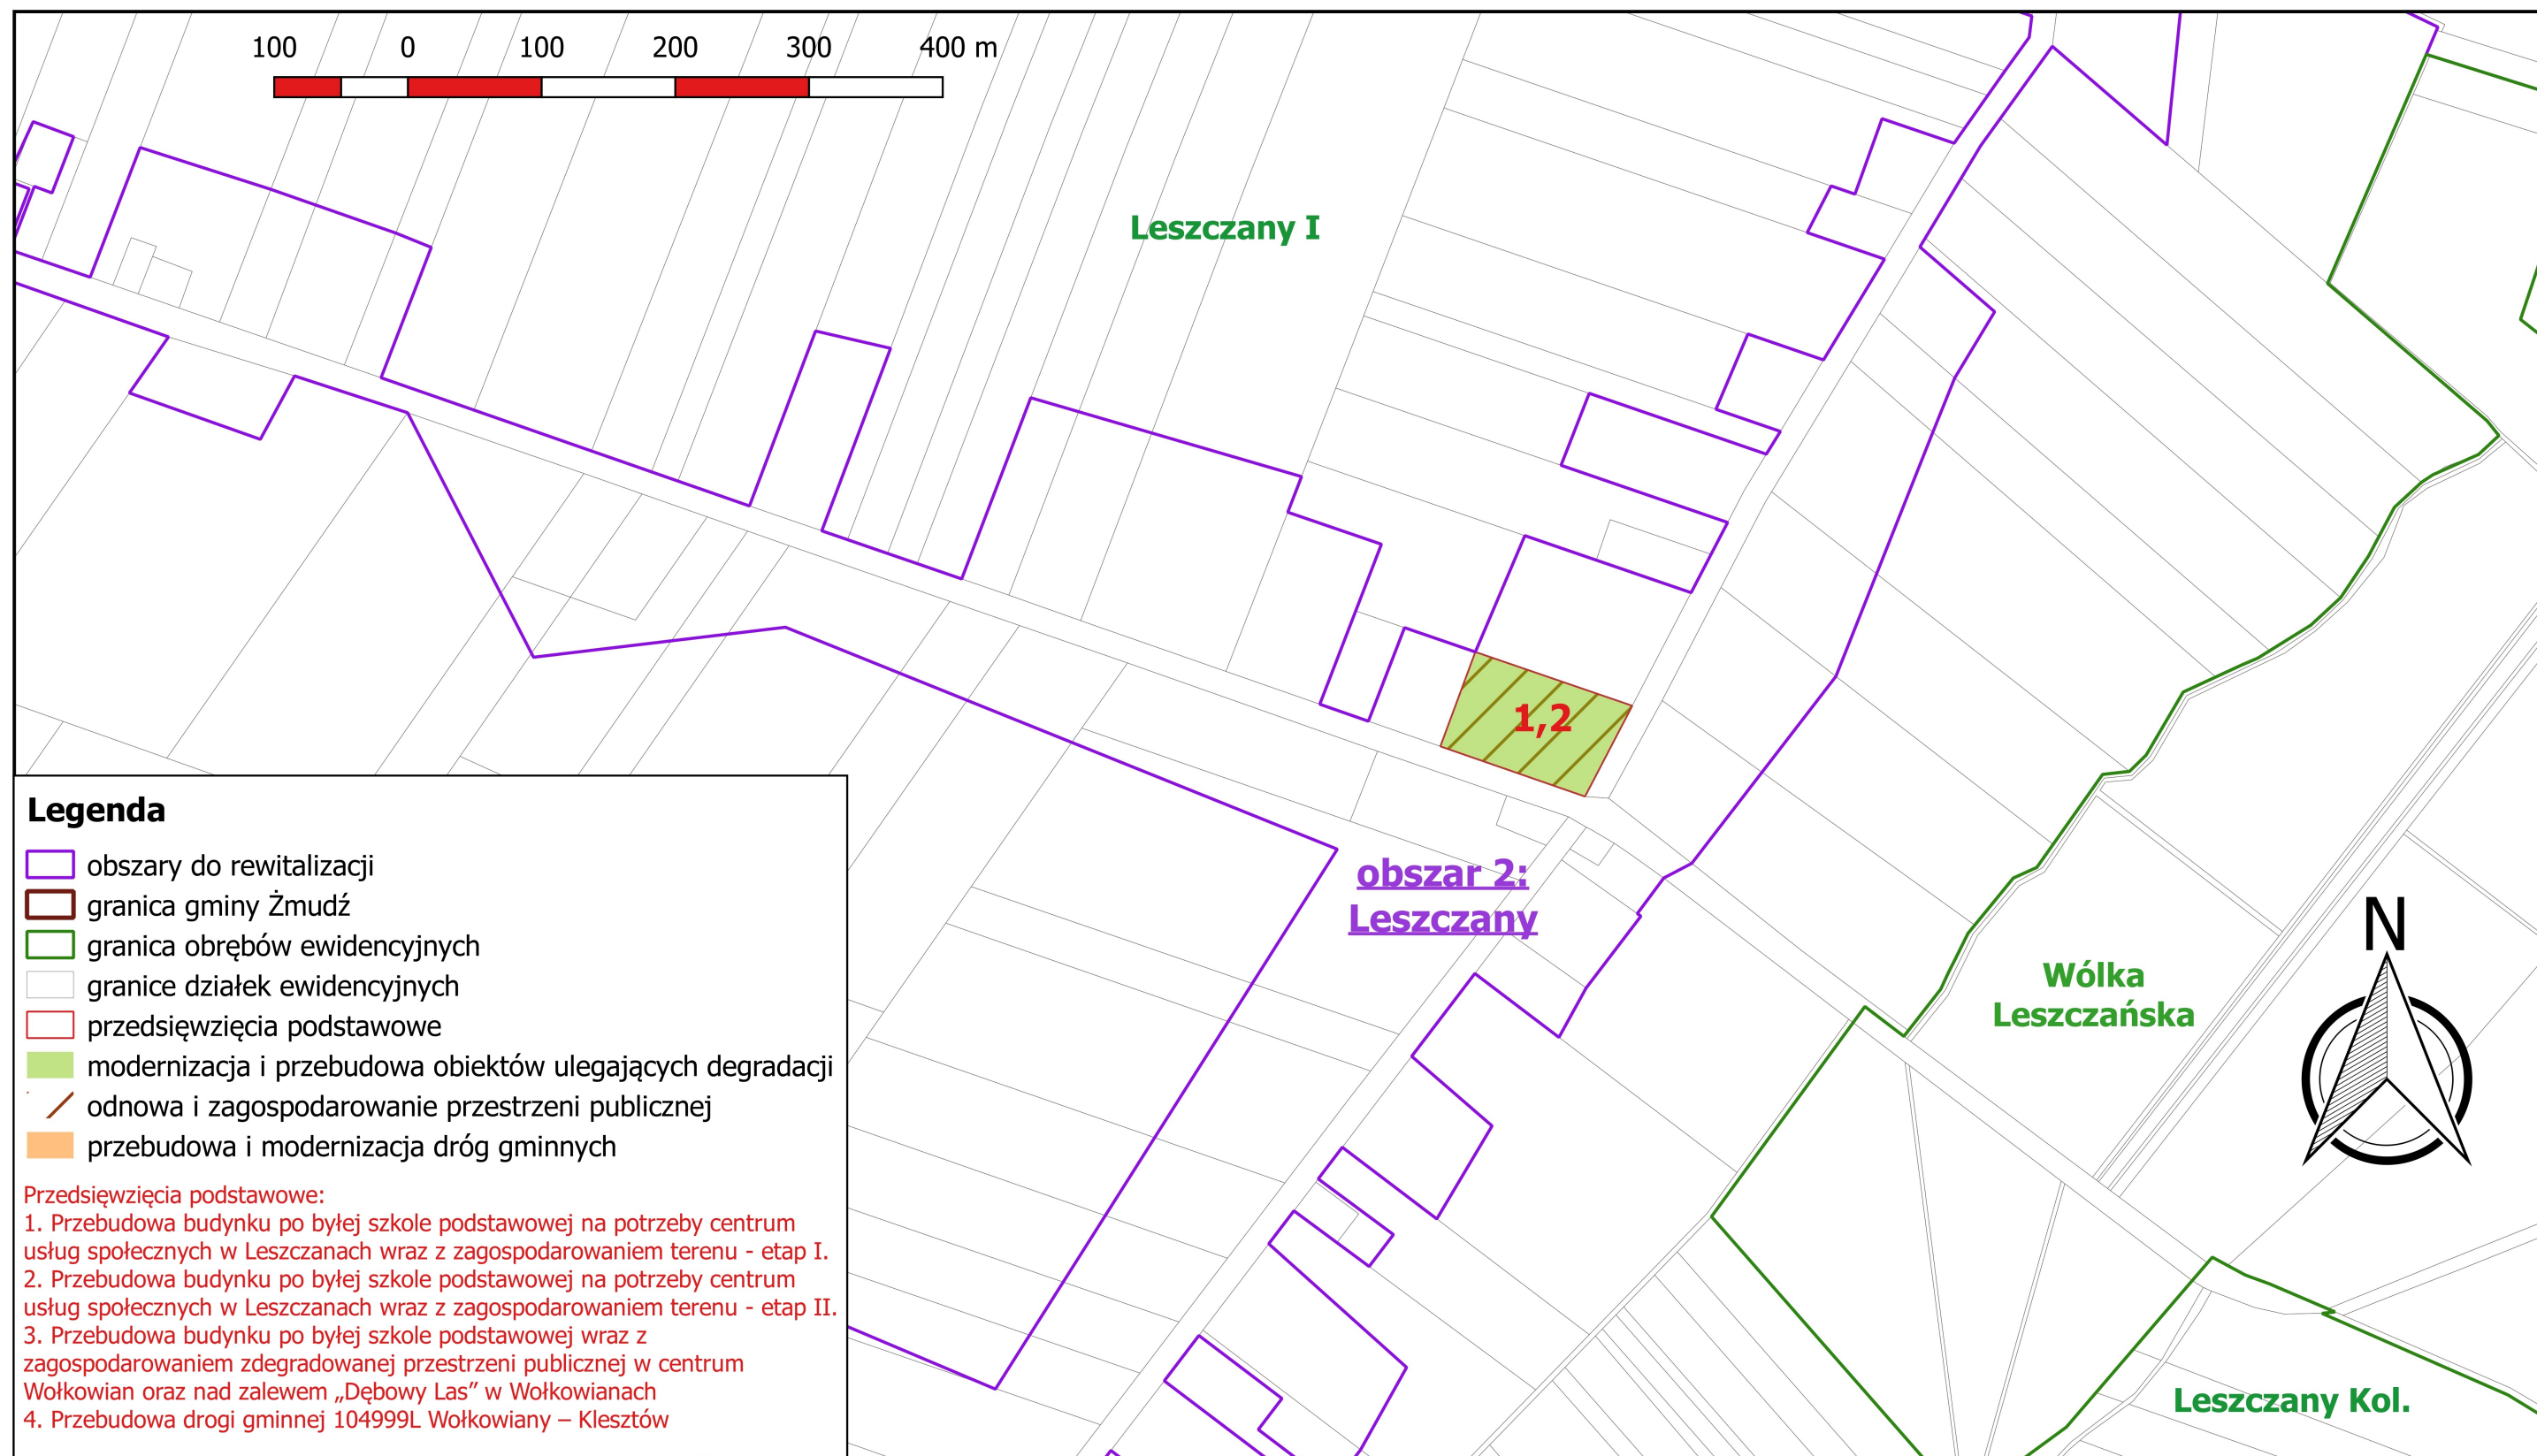 100 0 100 200 300 400 m
Leszczany I
1,2
obszar 2:
Leszczany
N
Wólka
Leszczańska
Leszczany Kol.
Legenda
obszary do rewitalizacji
granica gminy Żmudź
granica obrębów ewidencyjnych
granice działek ewidencyjnych
przedsięwzięcia podstawowe
modernizacja i przebudowa obiektów ulegających degradacji
odnowa i zagospodarowanie przestrzeni publicznej
przebudowa i modernizacja dróg gminnych
Przedsięwzięcia podstawowe:
1. Przebudowa budynku po byłej szkole podstawowej na potrzeby centrum
usług społecznych w Leszczanach wraz z zagospodarowaniem terenu - etap I.
2. Przebudowa budynku po byłej szkole podstawowej na potrzeby centrum
usług społecznych w Leszczanach wraz z zagospodarowaniem terenu - etap II.
3. Przebudowa budynku po byłej szkole podstawowej wraz z
zagospodarowaniem zdegradowanej przestrzeni publicznej w centrum
Wołkowian oraz nad zalewem „Dębowy Las” w Wołkowianach
4. Przebudowa drogi gminnej 104999L Wołkowiany – Klesztów